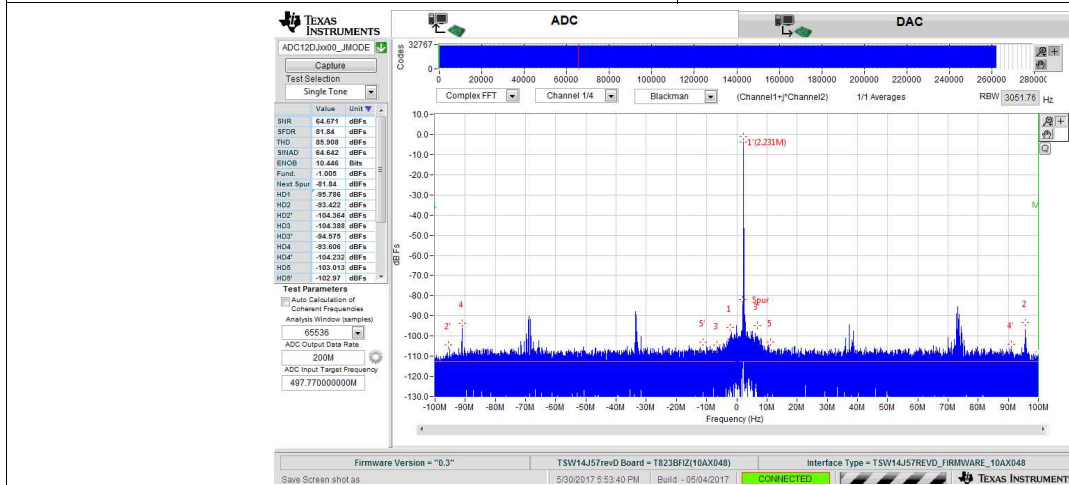 TEXAS INSTRUMENTS
ADC
DAC
ADC12DJxx00_JMODE
Capture
Test Selection
Single Tone
Value Unit
SNR 64.671 dBFs
SFDR 81.84 dBFs
THD 85.908 dBFs
SINAD 64.642 dBFs
ENOB 10.446 Bits
Fund. -1.005 dBFs
Next Spur -81.84 dBFs
HD1 -95.786 dBFs
HD2 -93.422 dBFs
HD2' -104.364 dBFs
HD3 -104.388 dBFs
HD3' -94.575 dBFs
HD4 -93.606 dBFs
HD4' -104.232 dBFs
HD5 -103.013 dBFs
HD5' -102.97 dBFs
Test Parameters
Auto Calculation of
Coherent Frequencies
Analysis Window (samples)
65536
ADC Output Data Rate
200M
ADC Input Target Frequency
497.770000000M
Codes
32767
0
0 20000 40000 60000 80000 100000 120000 140000 160000 180000 200000 220000 240000 260000
Complex FFT Channel 1/4 Blackman (Channel1+j*Channel2) 1/1 Averages RBW 3051.76 Hz
dBFs
10.0
0.0
-10.0
-20.0
-30.0
-40.0
-50.0
-60.0
-70.0
-80.0
-90.0
-100.0
-110.0
-120.0
-130.0
1'(2.231M)
M
Spur
4 1 3' 2
2' 5' 3 5 4'
-100M -90M -80M -70M -60M -50M -40M -30M -20M -10M 0 10M 20M 30M 40M 50M 60M 70M 80M 90M 100M
Frequency (Hz)
Firmware Version = "0.3" TSW14J57revD Board = T823BFIZ(10AX048) Interface Type = TSW14J57REVD_FIRMWARE_10AX048
Save Screen shot as 5/30/2017 5:53:40 PM Build - 05/04/2017 CONNECTED TEXAS INSTRUMENTS